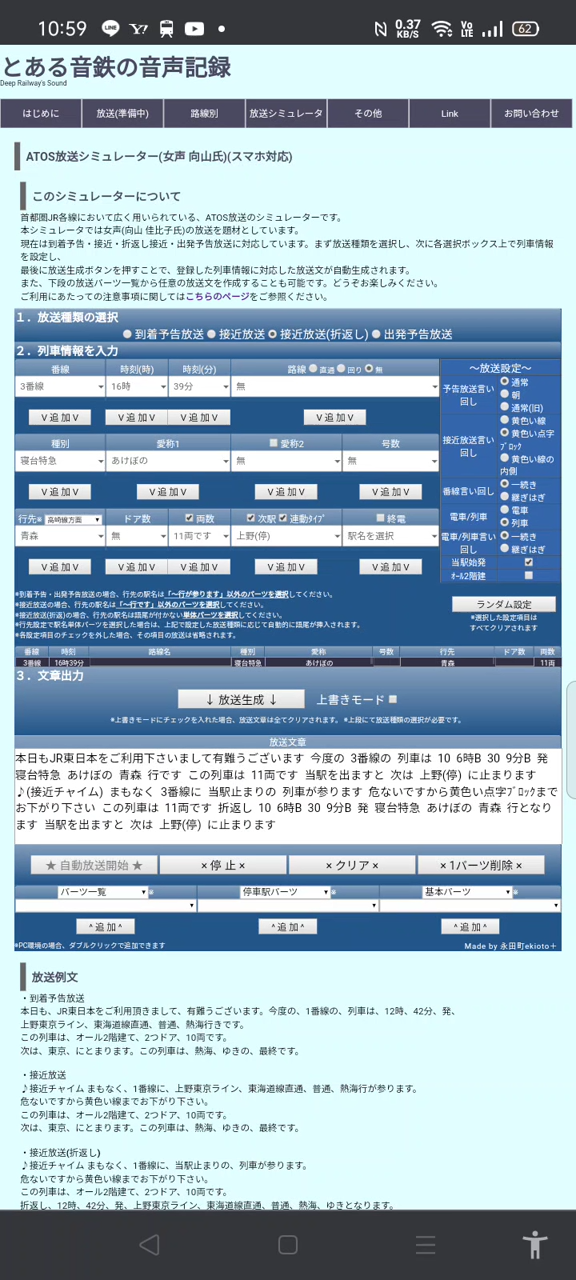 10:59
0.37
KB/S
Vo
LTE
62
とある音鉄の音声記録
Deep Railway's Sound
はじめに 放送(準備中) 路線別 放送シミュレータ その他 Link お問い合わせ
ATOS放送シミュレーター(女声 向山氏)(スマホ対応)
このシミュレーターについて
首都圏JR各線において広く用いられている、ATOS放送のシミュレーターです。
本シミュレータでは女声(向山 佳比子氏)の放送を題材としています。
現在は到着予告・接近・折返し接近・出発予告放送に対応しています。まず放送種類を選択し、次に各選択ボックス上で列車情報
を設定し、
最後に放送生成ボタンを押すことで、登録した列車情報に対応した放送文が自動生成されます。
また、下段の放送パーツ一覧から任意の放送文を作成することも可能です。どうぞお楽しみください。
ご利用にあたっての注意事項に関してはこちらのページをご参照ください。
1．放送種類の選択
到着予告放送 接近放送 接近放送(折返し) 出発予告放送
2．列車情報を入力
番線 時刻(時) 時刻(分) 路線 直通 回り 無
3番線 16時 39分 無
∨追加∨ ∨追加∨ ∨追加∨ ∨追加∨
種別 愛称1 愛称2 号数
寝台特急 あけぼの 無 無
∨追加∨ ∨追加∨ ∨追加∨ ∨追加∨
行先※ 高崎線方面 ドア数 両数 次駅 連動ﾀｲﾌﾟ 終電
青森 無 11両です 上野(停) 駅名を選択
∨追加∨ ∨追加∨ ∨追加∨ ∨追加∨ ∨追加∨
～放送設定～
予告放送言い回し 通常
朝
通常(旧)
接近放送言い回し 黄色い線
黄色い点字ﾌﾞﾛｯｸ
黄色い線の内側
番線言い回し 一続き
継ぎはぎ
電車/列車 電車
列車
電車/列車言い回し 一続き
継ぎはぎ
当駅始発
ｵｰﾙ2階建
※到着予告・出発予告放送の場合、行先の駅名は「～行が参ります」以外のパーツを選択してください。
※接近放送の場合、行先の駅名は「～行です」以外のパーツを選択してください。
※接近放送(折返)の場合、行先の駅名は語尾が付かない単体パーツを選択してください。
※行先設定で駅名単体パーツを選択した場合は、上記で設定した放送種類に応じて自動的に語尾が挿入されます。
※各設定項目のチェックを外した場合、その項目の放送は省略されます。
ランダム設定
※選択した設定項目は
すべてクリアされます
番線 時刻 路線 種別 愛称 号数 行先 ドア数 両数
3番線 16時39分 寝台特急 あけぼの 青森 11両
3．文章出力
↓ 放送生成 ↓ 上書きモード
※上書きモードにチェックを入れた場合、放送文章は全てクリアされます。 ※上段にて放送種類の選択が必要です。
放送文章
本日もJR東日本をご利用下さいまして有難うございます 今度の 3番線の 列車は 10 6時B 30 9分B 発
寝台特急 あけぼの 青森 行です この列車は 11両です 当駅を出ますと 次は 上野(停) に止まります
♪(接近チャイム) まもなく 3番線に 当駅止まりの 列車が参ります 危ないですから黄色い点字ﾌﾞﾛｯｸまで
お下がり下さい この列車は 11両です 折返し 10 6時B 30 9分B 発 寝台特急 あけぼの 青森 行となり
ます 当駅を出ますと 次は 上野(停) に止まります
★ 自動放送開始 ★ × 停 止 × × クリア × × 1パーツ削除 ×
パーツ一覧 ※ 停車駅パーツ ※ 基本パーツ ※
^ 追加 ^ ^ 追加 ^ ^ 追加 ^
※PC環境の場合、ダブルクリックで追加できます Made by 永田町ekioto＋
放送例文
・到着予告放送
本日も、JR東日本をご利用頂きまして、有難うございます。今度の、1番線の、列車は、12時、42分、発、
上野東京ライン、東海道線直通、普通、熱海行きです。
この列車は、オール2階建て、2つドア、10両です。
次は、東京、にとまります。この列車は、熱海、ゆきの、最終です。
・接近放送
♪接近チャイム まもなく、1番線に、上野東京ライン、東海道線直通、普通、熱海行が参ります。
危ないですから黄色い線までお下がり下さい。
この列車は、オール2階建て、2つドア、10両です。
次は、東京、にとまります。この列車は、熱海、ゆきの、最終です。
・接近放送(折返し)
♪接近チャイム まもなく、1番線に、当駅止まりの、列車が参ります。
危ないですから黄色い線までお下がり下さい。
この列車は、オール2階建て、2つドア、10両です。
折返し、12時、42分、発、上野東京ライン、東海道線直通、普通、熱海、ゆきとなります。